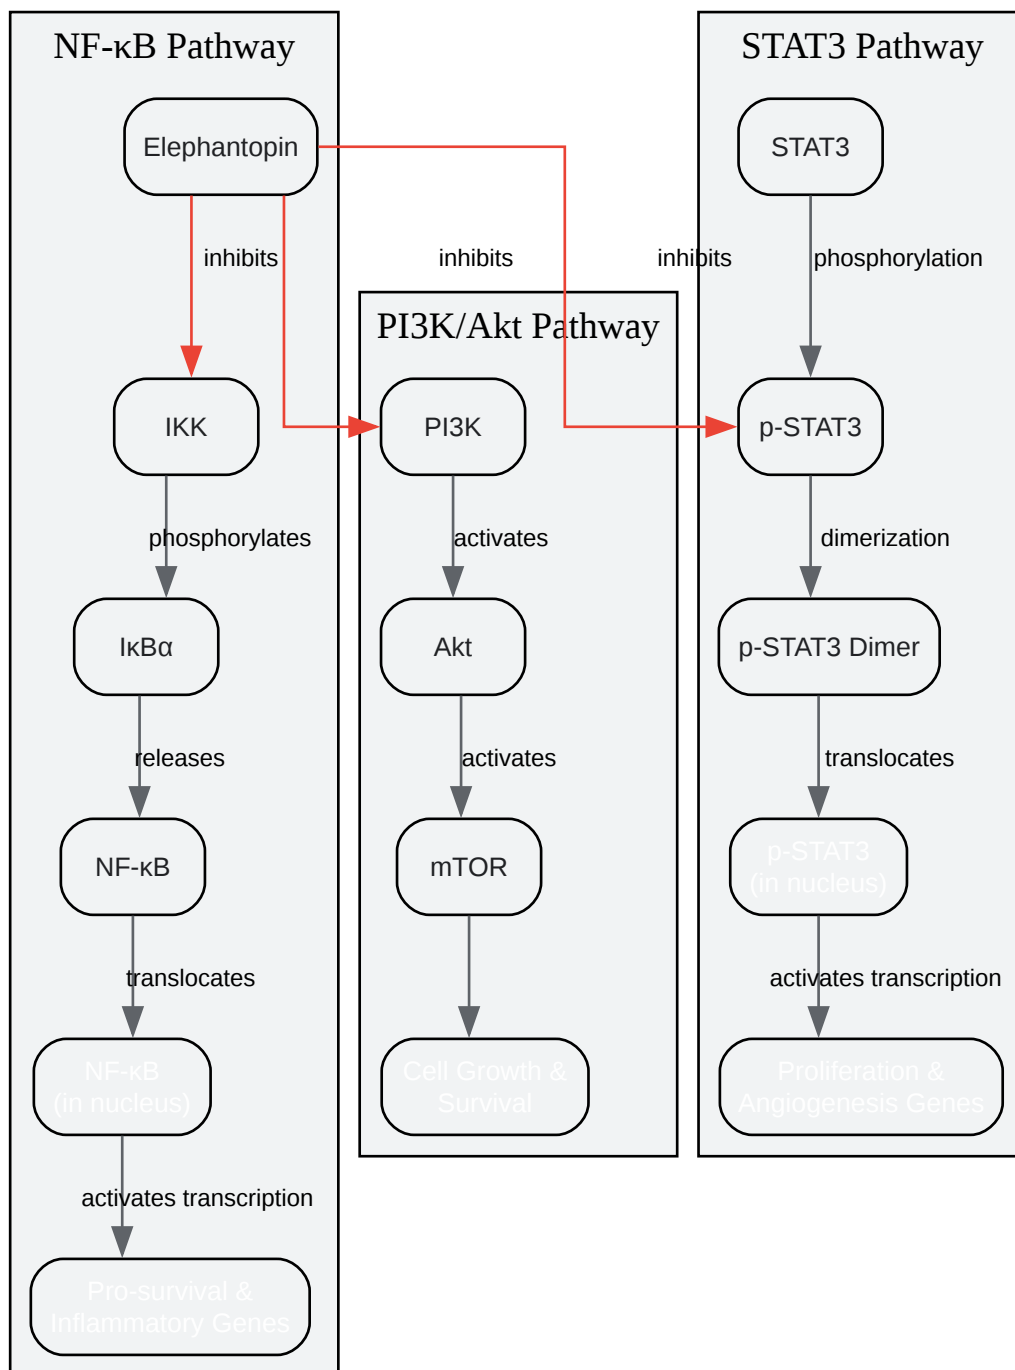 NF-κB Pathway
Elephantopin
inhibits
IKK
phosphorylates
IκBα
releases
NF-κB
translocates
NF-κB
(in nucleus)
activates transcription
Pro-survival &
Inflammatory Genes
inhibits
PI3K/Akt Pathway
PI3K
activates
Akt
activates
mTOR
Cell Growth &
Survival
STAT3 Pathway
STAT3
inhibits
phosphorylation
p-STAT3
dimerization
p-STAT3 Dimer
translocates
p-STAT3
(in nucleus)
activates transcription
Proliferation &
Angiogenesis Genes